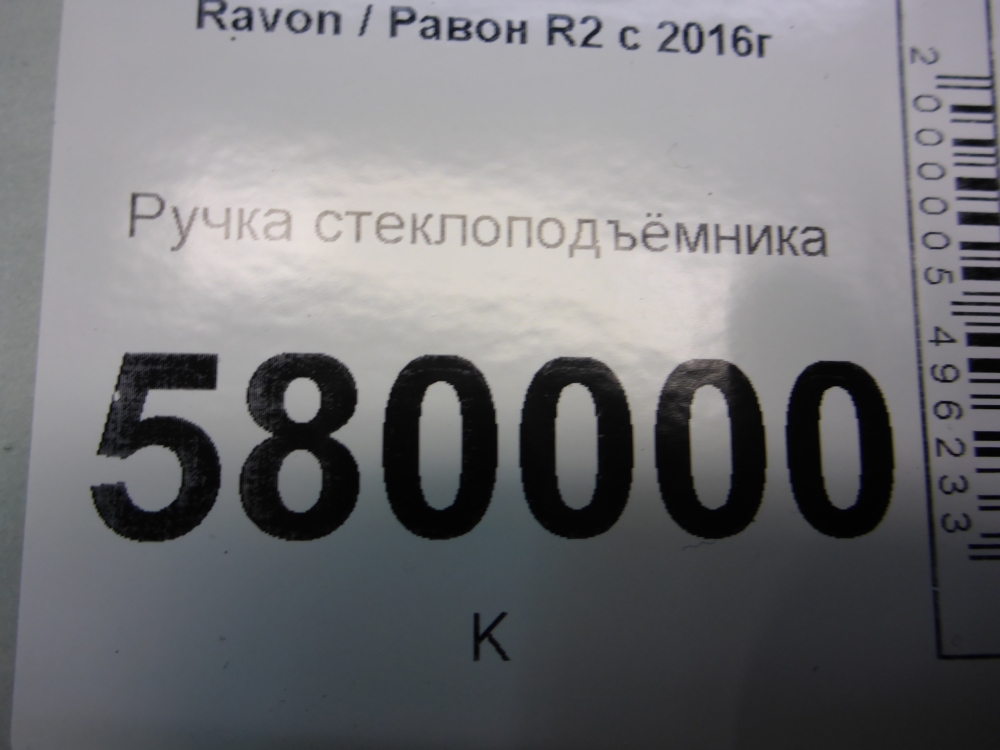 Ravon / Равон R2 с 2016г
Ручка стеклоподъёмника
580000
К
2000005496233